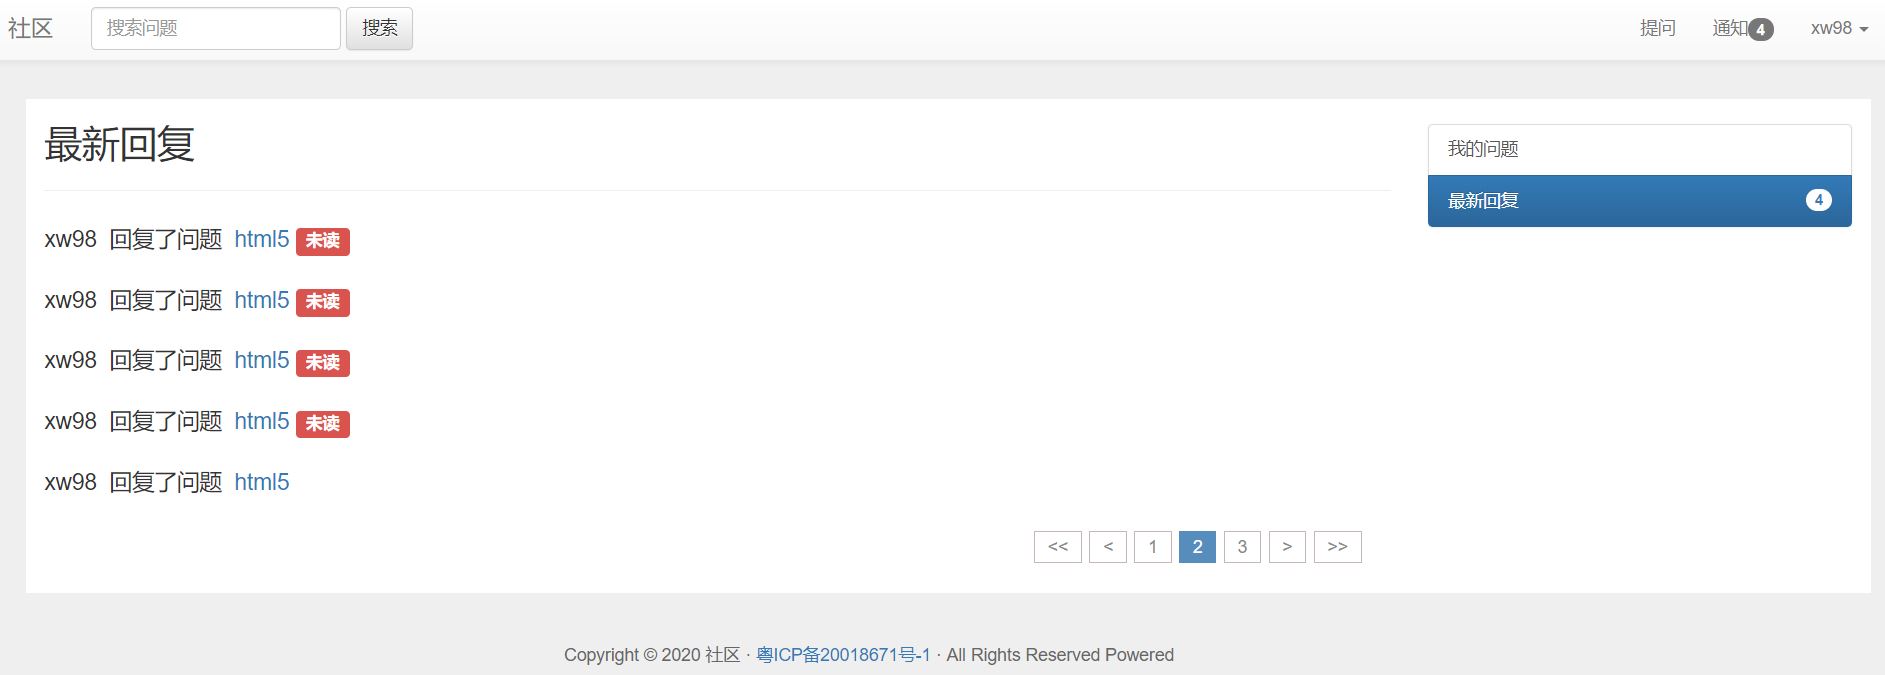 社区 搜索问题 搜索 提问 通知4 xw98
最新回复
我的问题
最新回复 4
xw98 回复了问题 html5 未读
xw98 回复了问题 html5 未读
xw98 回复了问题 html5 未读
xw98 回复了问题 html5 未读
xw98 回复了问题 html5
<< < 1 2 3 > >>
Copyright © 2020 社区 · 粤ICP备20018671号-1 · All Rights Reserved Powered